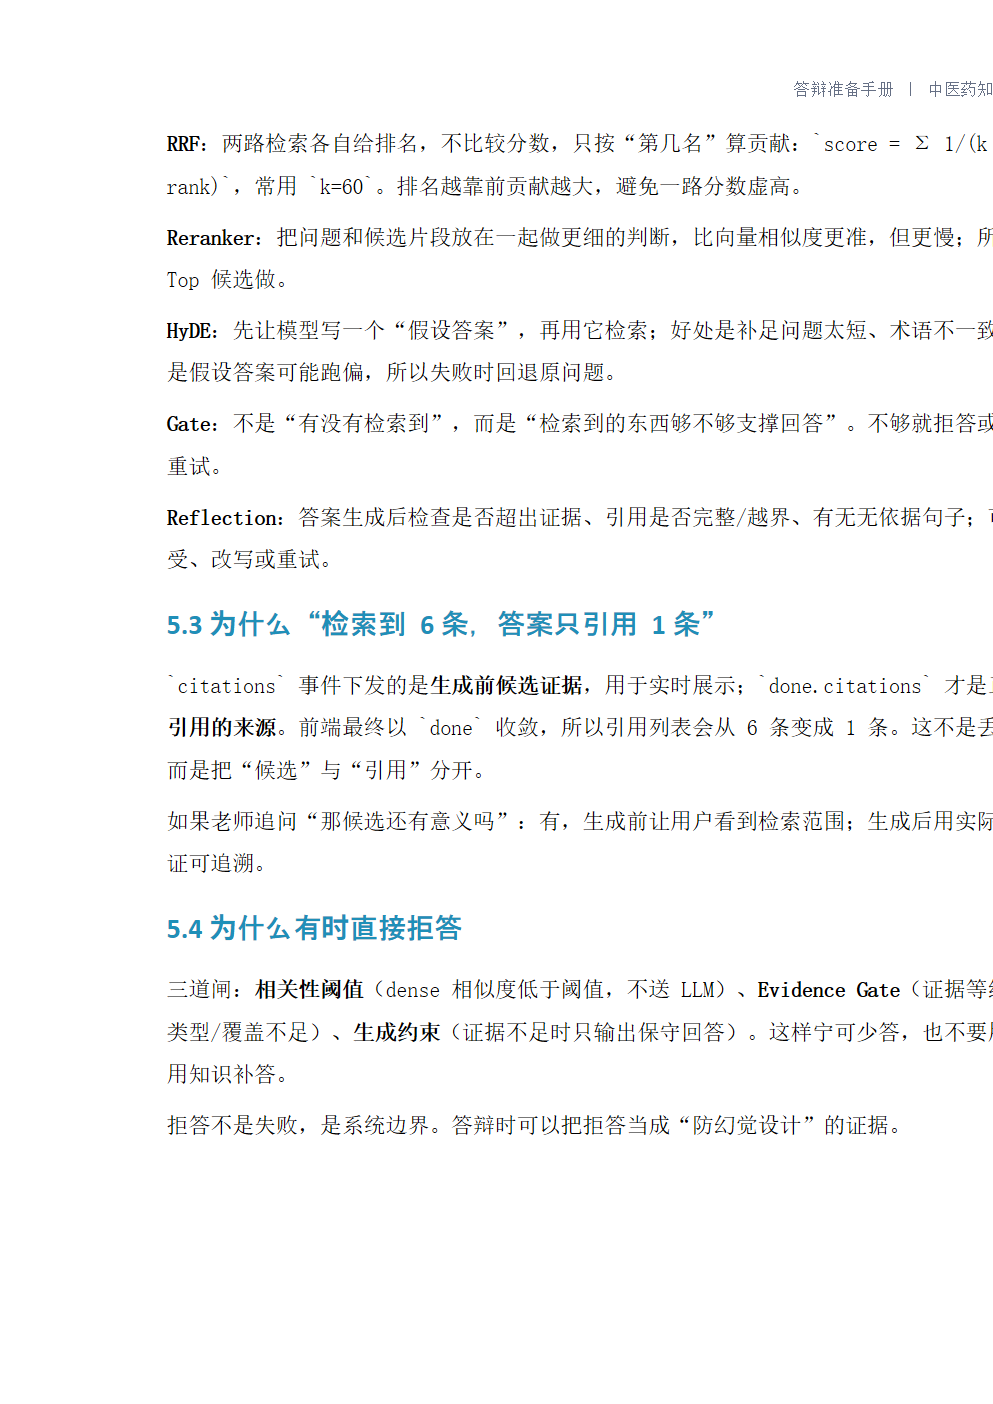 答辩准备手册 | 中医药知
RRF：两路检索各自给排名，不比较分数，只按“第几名”算贡献：`score = Σ 1/(k
rank)`，常用 `k=60`。排名越靠前贡献越大，避免一路分数虚高。
Reranker：把问题和候选片段放在一起做更细的判断，比向量相似度更准，但更慢；所
Top 候选做。
HyDE：先让模型写一个“假设答案”，再用它检索；好处是补足问题太短、术语不一致
是假设答案可能跑偏，所以失败时回退原问题。
Gate：不是“有没有检索到”，而是“检索到的东西够不够支撑回答”。不够就拒答或
重试。
Reflection：答案生成后检查是否超出证据、引用是否完整/越界、有无无依据句子；
受、改写或重试。
5.3 为什么“检索到 6 条，答案只引用 1 条”
`citations` 事件下发的是生成前候选证据，用于实时展示；`done.citations` 才是
引用的来源。前端最终以 `done` 收敛，所以引用列表会从 6 条变成 1 条。这不是丢
而是把“候选”与“引用”分开。
如果老师追问“那候选还有意义吗”：有，生成前让用户看到检索范围；生成后用实际
证可追溯。
5.4 为什么有时直接拒答
三道闸：相关性阈值（dense 相似度低于阈值，不送 LLM）、Evidence Gate（证据等级
类型/覆盖不足）、生成约束（证据不足时只输出保守回答）。这样宁可少答，也不要
用知识补答。
拒答不是失败，是系统边界。答辩时可以把拒答当成“防幻觉设计”的证据。